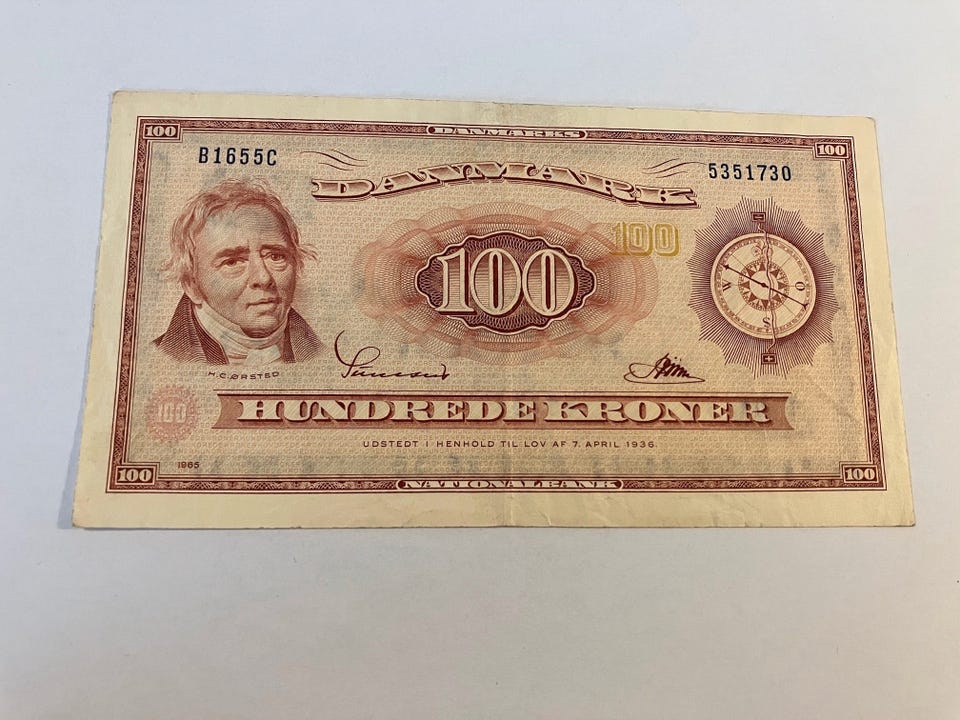 100 DANMARKS 100
B1655C
DANMARK
5351730
100
100
N
W O
S
H.C.ØRSTED
100
HUNDREDE KRONER
UDSTEDT I HENHOLD TIL LOV AF 7. APRIL 1936.
1965
100 NATIONALBANK 100